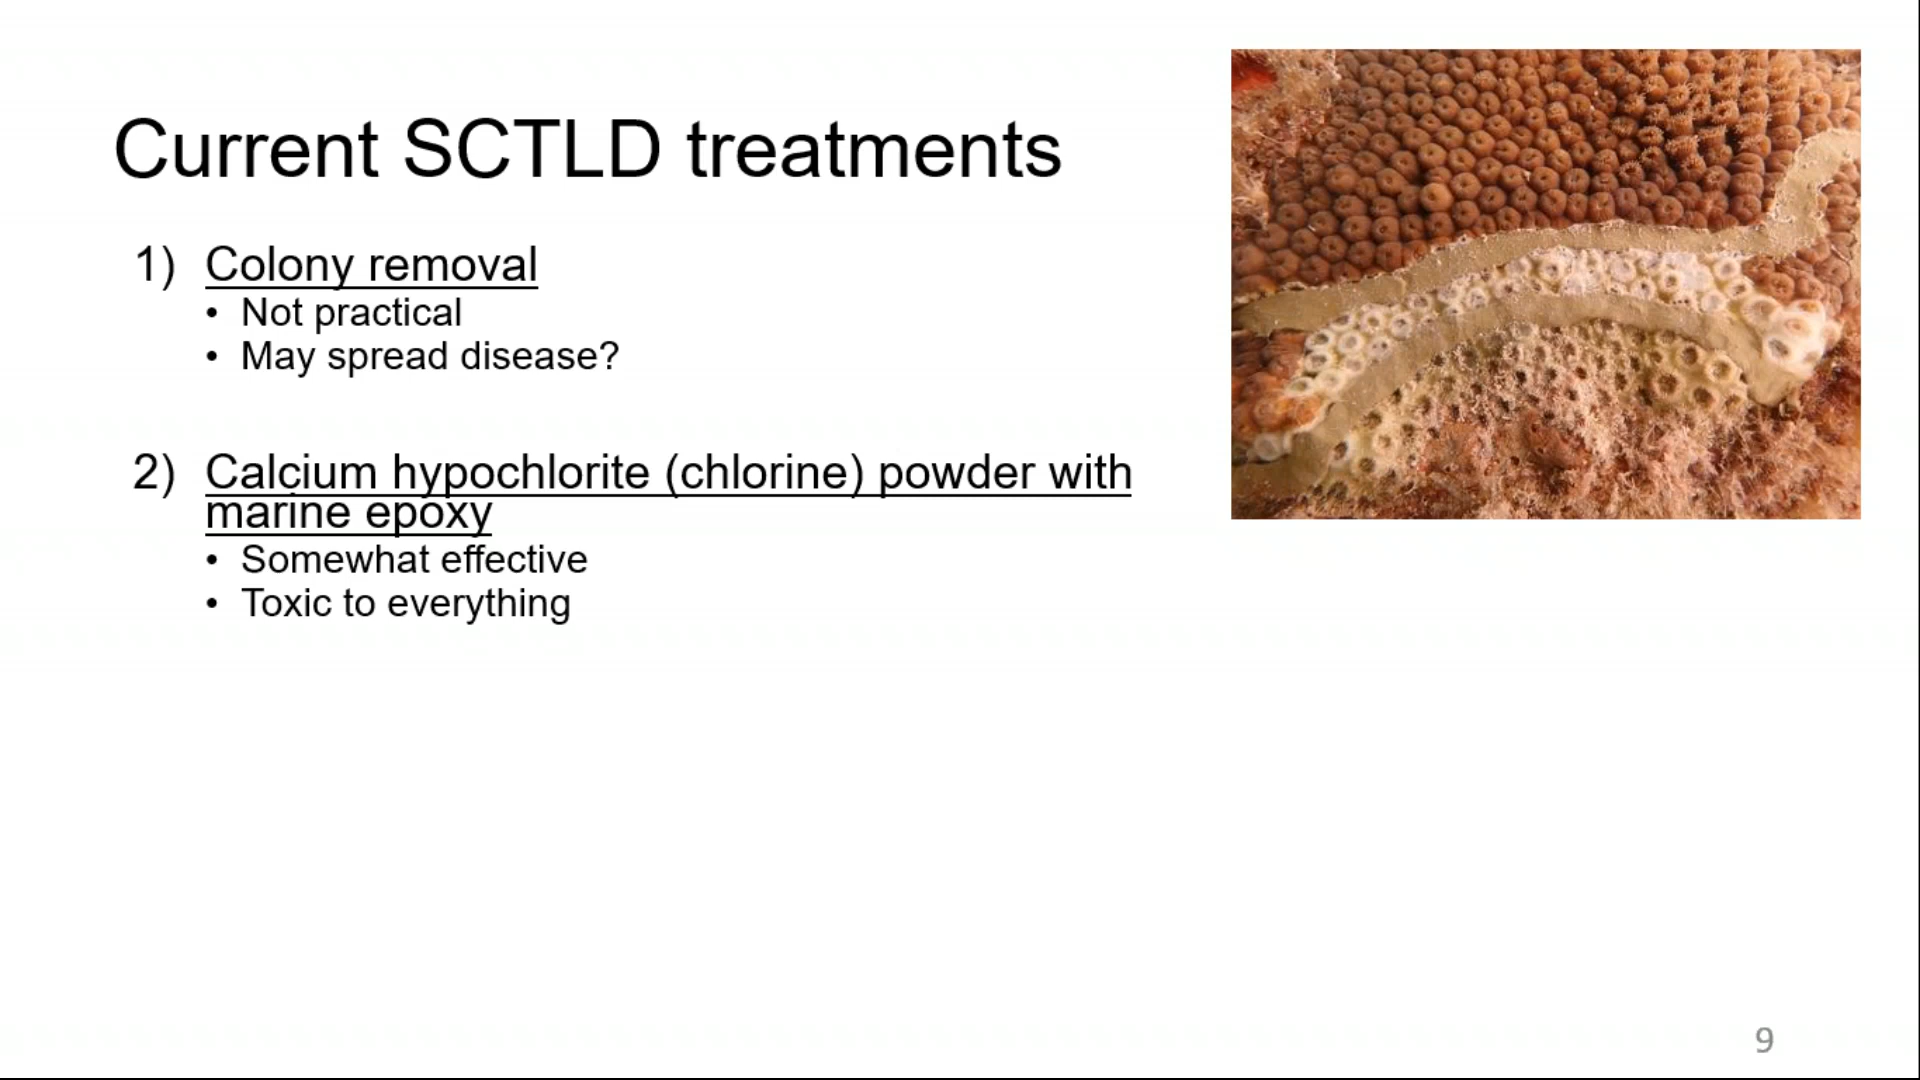 Current SCTLD treatments
1) Colony removal
• Not practical
• May spread disease?
2) Calcium hypochlorite (chlorine) powder with
marine epoxy
• Somewhat effective
• Toxic to everything
9